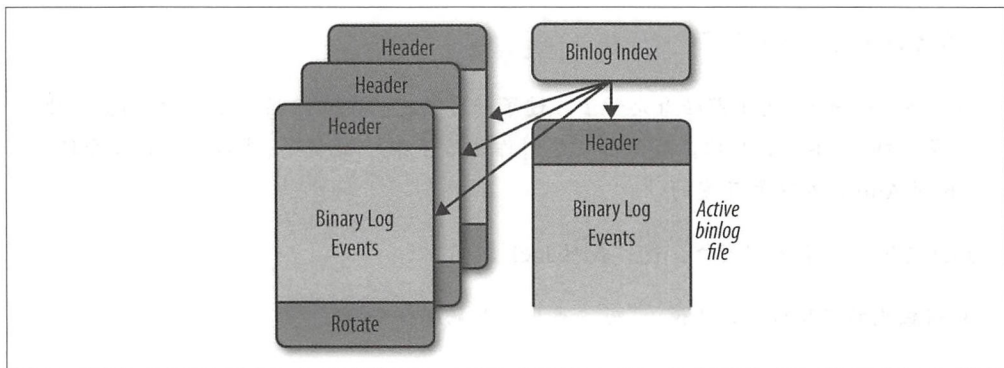 Header
Header
Header
Binary Log
Events
Rotate
Binlog Index
Header
Binary Log
Events
Active
binlog
file